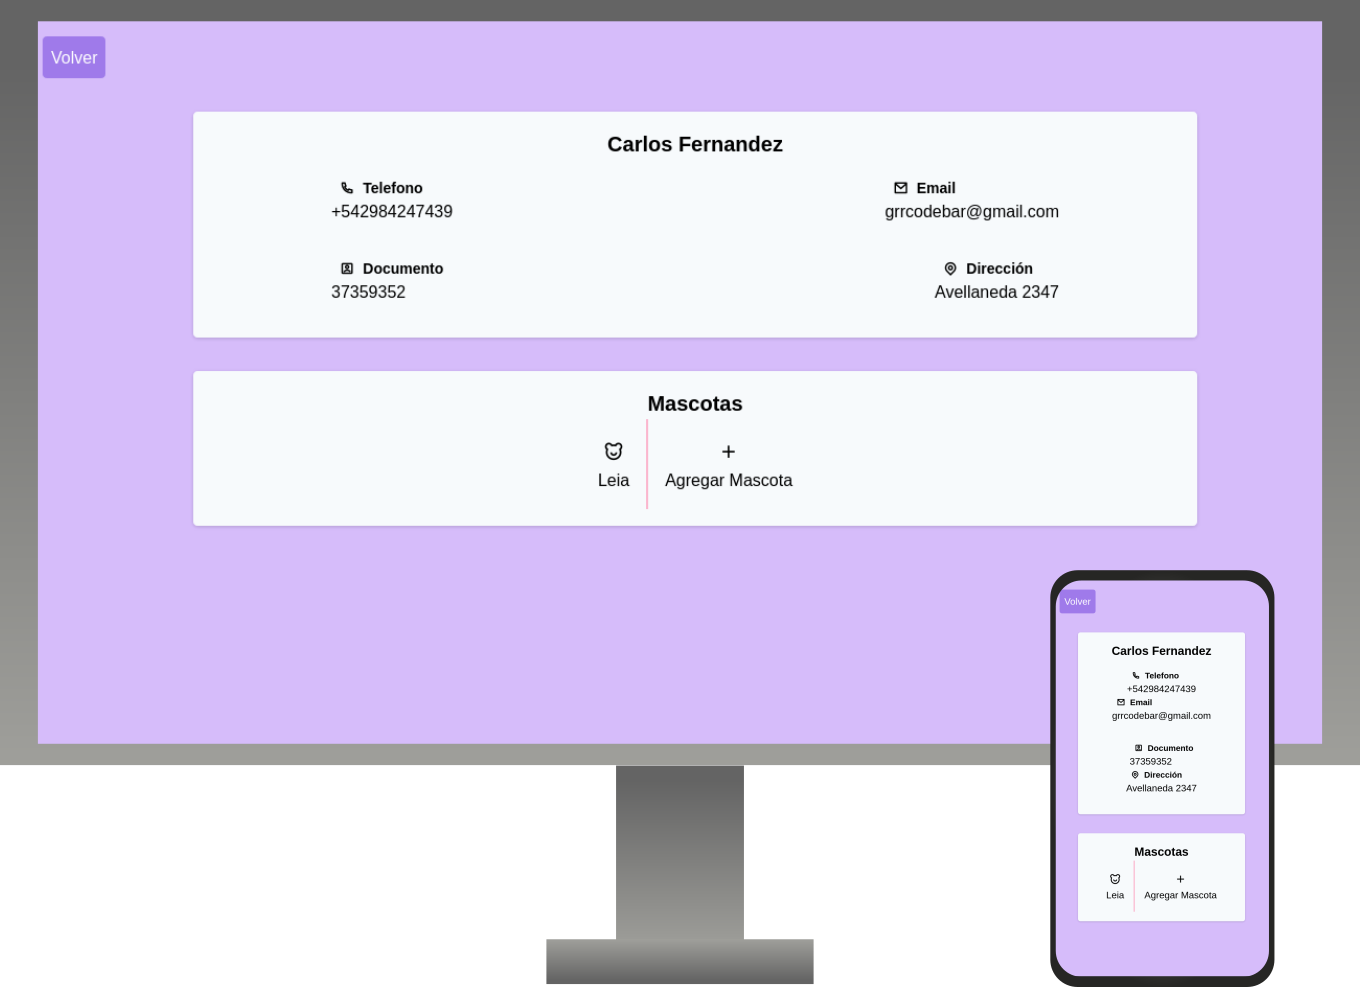 Volver
Carlos Fernandez
Telefono
+542984247439
Email
grrcodebar@gmail.com
Documento
37359352
Dirección
Avellaneda 2347
Mascotas
Leia
Agregar Mascota
Volver
Carlos Fernandez
Telefono
+542984247439
Email
grrcodebar@gmail.com
Documento
37359352
Dirección
Avellaneda 2347
Mascotas
Leia
Agregar Mascota